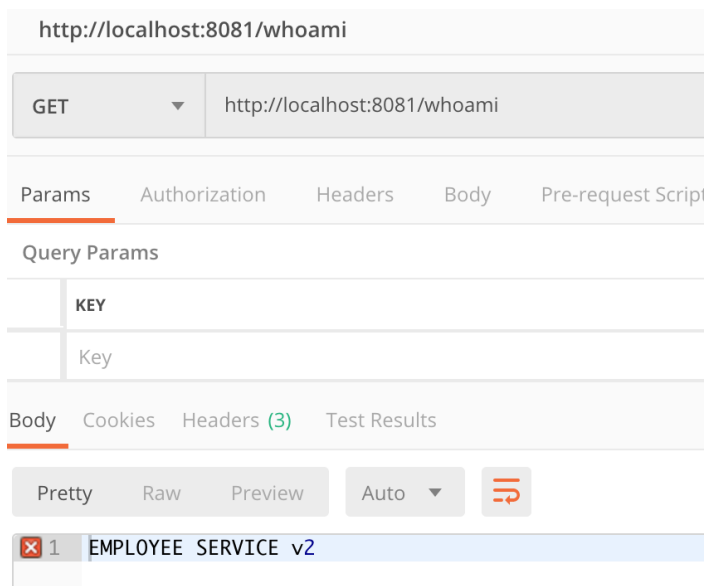 http://localhost:8081/whoami
GET http://localhost:8081/whoami
Params Authorization Headers Body Pre-request Script
Query Params
KEY
Key
Body Cookies Headers (3) Test Results
Pretty Raw Preview Auto
1 EMPLOYEE SERVICE v2